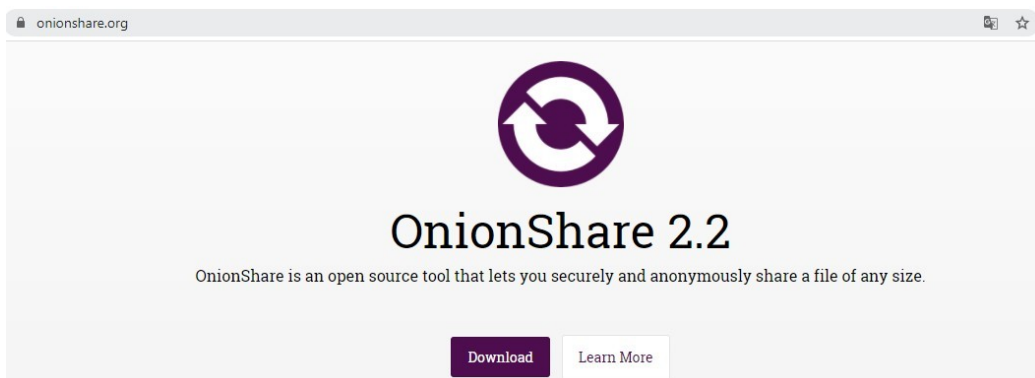 onionshare.org
OnionShare 2.2
OnionShare is an open source tool that lets you securely and anonymously share a file of any size.
Download
Learn More